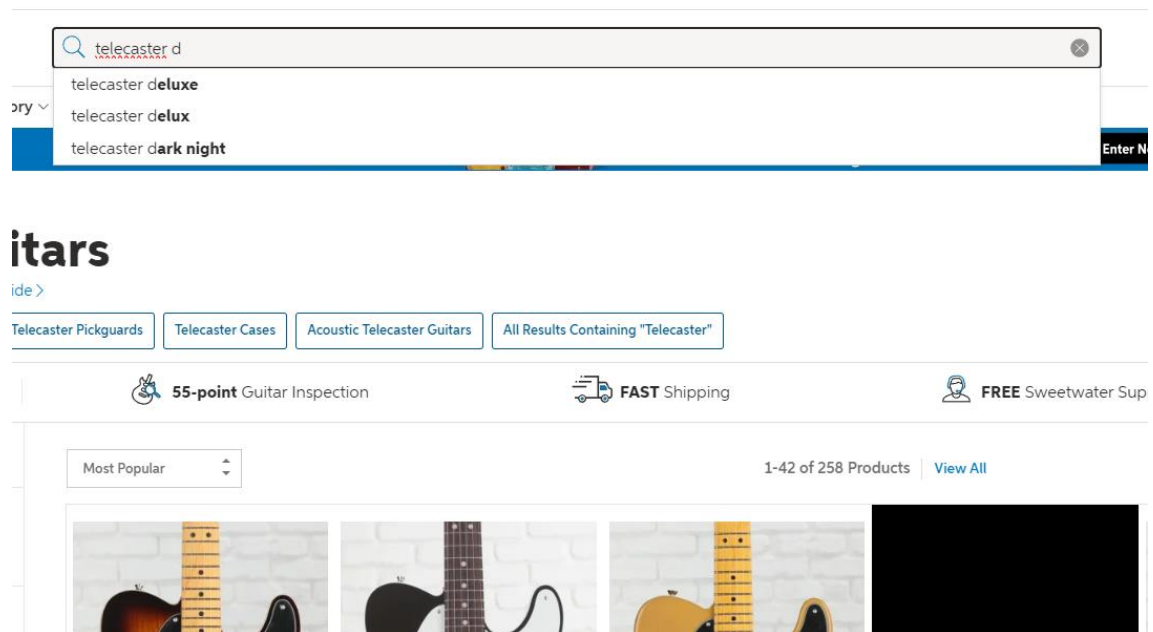 telecaster d
telecaster deluxe
telecaster delux
telecaster dark night
ory
Enter N
itars
ide >
Telecaster Pickguards
Telecaster Cases
Acoustic Telecaster Guitars
All Results Containing "Telecaster"
55-point Guitar Inspection
FAST Shipping
FREE Sweetwater Sup
Most Popular
1-42 of 258 Products
View All